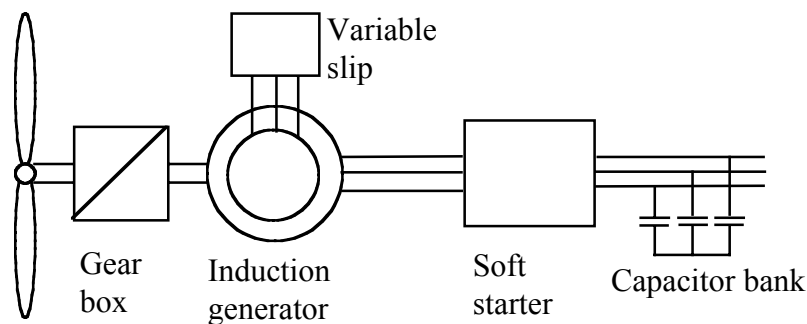 Variable
slip
Gear
box
Induction
generator
Soft
starter
Capacitor bank